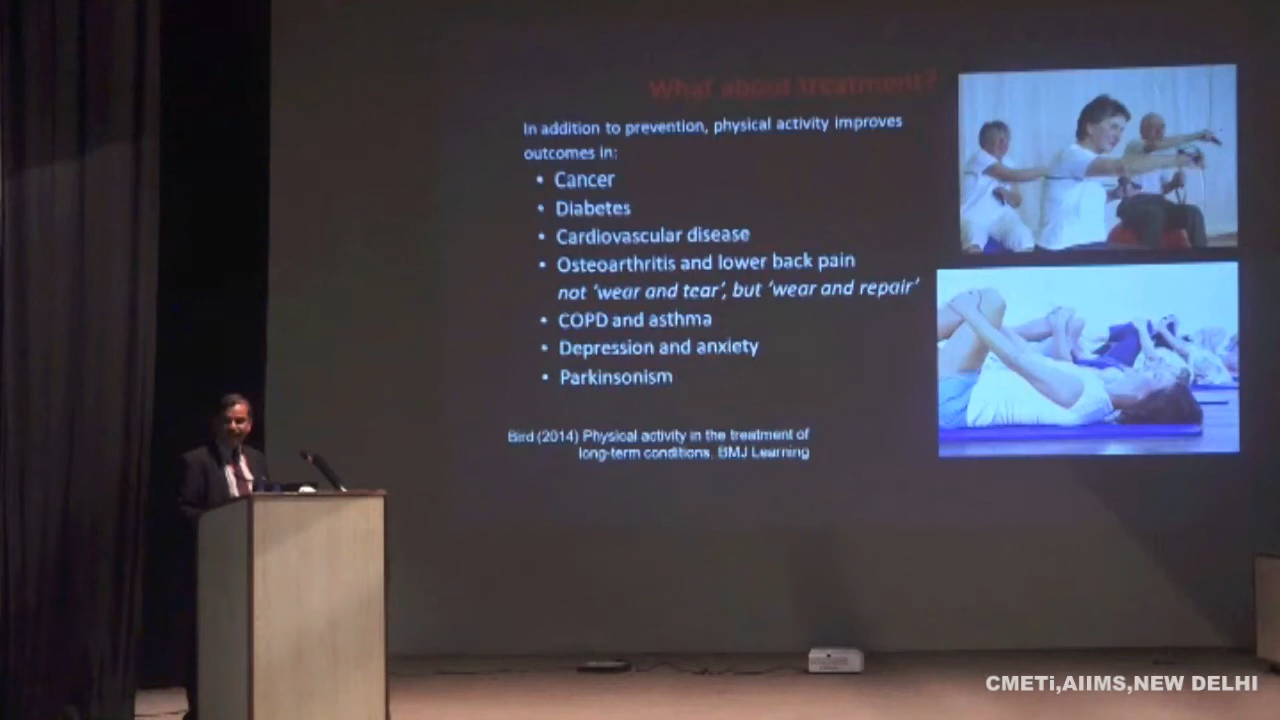 What about treatment?
In addition to prevention, physical activity improves
outcomes in:
• Cancer
• Diabetes
• Cardiovascular disease
• Osteoarthritis and lower back pain
not ‘wear and tear’, but ‘wear and repair’
• COPD and asthma
• Depression and anxiety
• Parkinsonism
Bird (2014) Physical activity in the treatment of
long-term conditions. BMJ Learning
CMETi,AIIMS,NEW DELHI